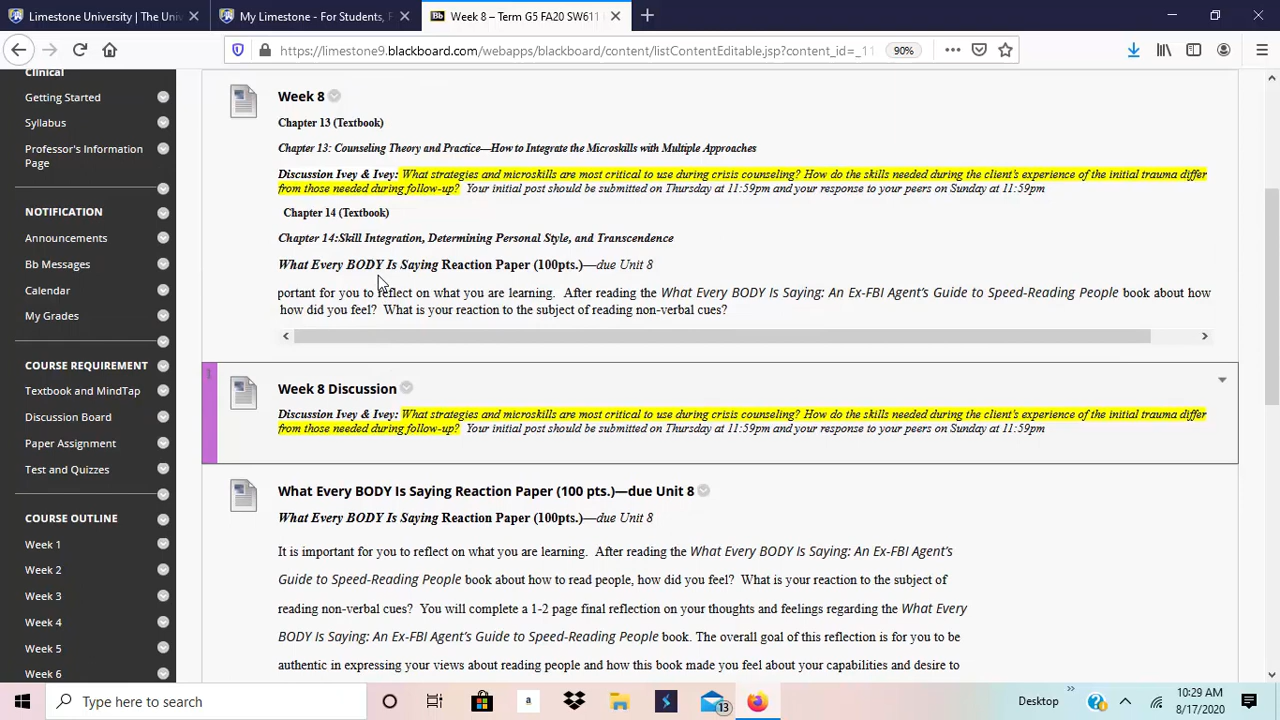 Limestone University | The Univ
My Limestone - For Students, F
Bb Week 8 – Term G5 FA20 SW611
https://limestone9.blackboard.com/webapps/blackboard/content/listContentEditable.jsp?content_id=_11
90%
Clinical
Getting Started
Syllabus
Professor's Information
Page
NOTIFICATION
Announcements
Bb Messages
Calendar
My Grades
COURSE REQUIREMENT
Textbook and MindTap
Discussion Board
Paper Assignment
Test and Quizzes
COURSE OUTLINE
Week 1
Week 2
Week 3
Week 4
Week 5
Week 6
Week 8
Chapter 13 (Textbook)
Chapter 13: Counseling Theory and Practice—How to Integrate the Microskills with Multiple Approaches
Discussion Ivey & Ivey: What strategies and microskills are most critical to use during crisis counseling? How do the skills needed during the client's experience of the initial trauma differ
from those needed during follow-up? Your initial post should be submitted on Thursday at 11:59pm and your response to your peers on Sunday at 11:59pm
Chapter 14 (Textbook)
Chapter 14:Skill Integration, Determining Personal Style, and Transcendence
What Every BODY Is Saying Reaction Paper (100pts.)—due Unit 8
portant for you to reflect on what you are learning. After reading the What Every BODY Is Saying: An Ex-FBI Agent's Guide to Speed-Reading People book about how
how did you feel? What is your reaction to the subject of reading non-verbal cues?
Week 8 Discussion
Discussion Ivey & Ivey: What strategies and microskills are most critical to use during crisis counseling? How do the skills needed during the client's experience of the initial trauma differ
from those needed during follow-up? Your initial post should be submitted on Thursday at 11:59pm and your response to your peers on Sunday at 11:59pm
What Every BODY Is Saying Reaction Paper (100 pts.)—due Unit 8
What Every BODY Is Saying Reaction Paper (100pts.)—due Unit 8
It is important for you to reflect on what you are learning. After reading the What Every BODY Is Saying: An Ex-FBI Agent's
Guide to Speed-Reading People book about how to read people, how did you feel? What is your reaction to the subject of
reading non-verbal cues? You will complete a 1-2 page final reflection on your thoughts and feelings regarding the What Every
BODY Is Saying: An Ex-FBI Agent's Guide to Speed-Reading People book. The overall goal of this reflection is for you to be
authentic in expressing your views about reading people and how this book made you feel about your capabilities and desire to
Type here to search
a
13
Desktop
10:29 AM
8/17/2020